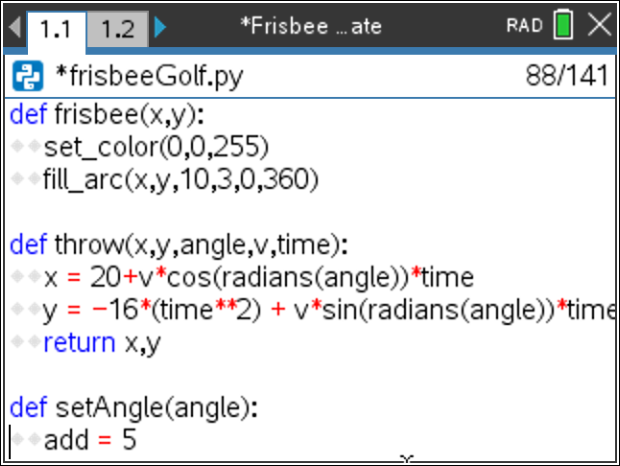 1.1 1.2 *Frisbee ...ate RAD
*frisbeeGolf.py 88/141
def frisbee(x,y):
set_color(0,0,255)
fill_arc(x,y,10,3,0,360)
def throw(x,y,angle,v,time):
x = 20+v*cos(radians(angle))*time
y = −16*(time**2) + v*sin(radians(angle))*time
return x,y
def setAngle(angle):
add = 5